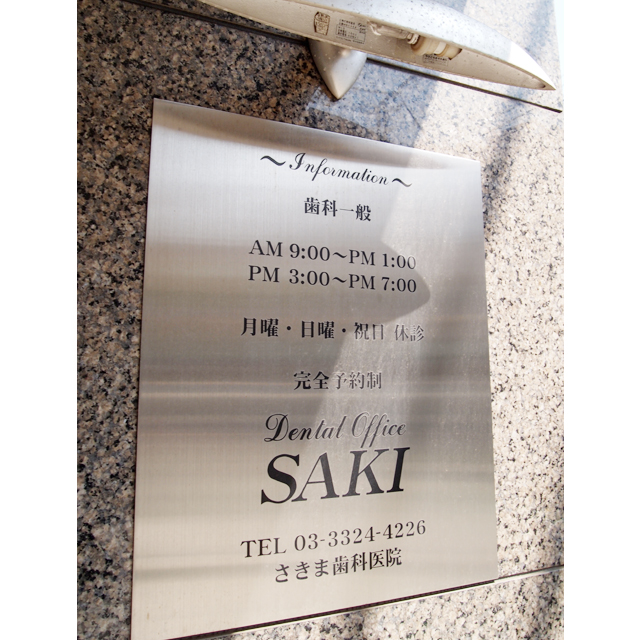 ～Information～
歯科一般
AM 9:00～PM 1:00
PM 3:00～PM 7:00
月曜・日曜・祝日 休診
完全予約制
Dental Office
SAKI
TEL 03-3324-4226
さきま歯科医院